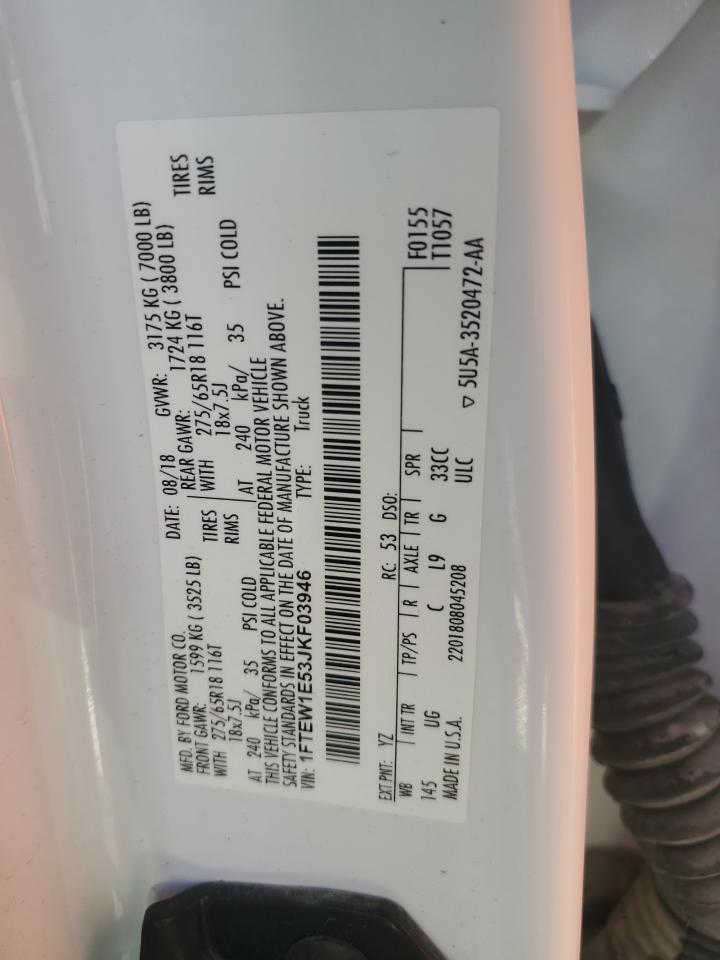 MFD. BY FORD MOTOR CO.
DATE: 08/18 GVWR: 3175 KG ( 7000 LB)
FRONT GAWR: 1599 KG ( 3525 LB) REAR GAWR: 1724 KG ( 3800 LB)
WITH 275/65R18 116T TIRES WITH 275/65R18 116T TIRES
18x7.5J RIMS 18x7.5J RIMS
AT 240 kPa/ 35 PSI COLD AT 240 kPa/ 35 PSI COLD
THIS VEHICLE CONFORMS TO ALL APPLICABLE FEDERAL MOTOR VEHICLE
SAFETY STANDARDS IN EFFECT ON THE DATE OF MANUFACTURE SHOWN ABOVE.
VIN: 1FTEW1E53JKF03946 TYPE: Truck
EXT PNT: YZ RC: 53 DSO:
WB INT TR TP/PS R AXLE TR SPR F0155
145 UG C L9 G 33CC T1057
MADE IN U.S.A. 2201808045208 ULC
▽ 5U5A-3520472-AA